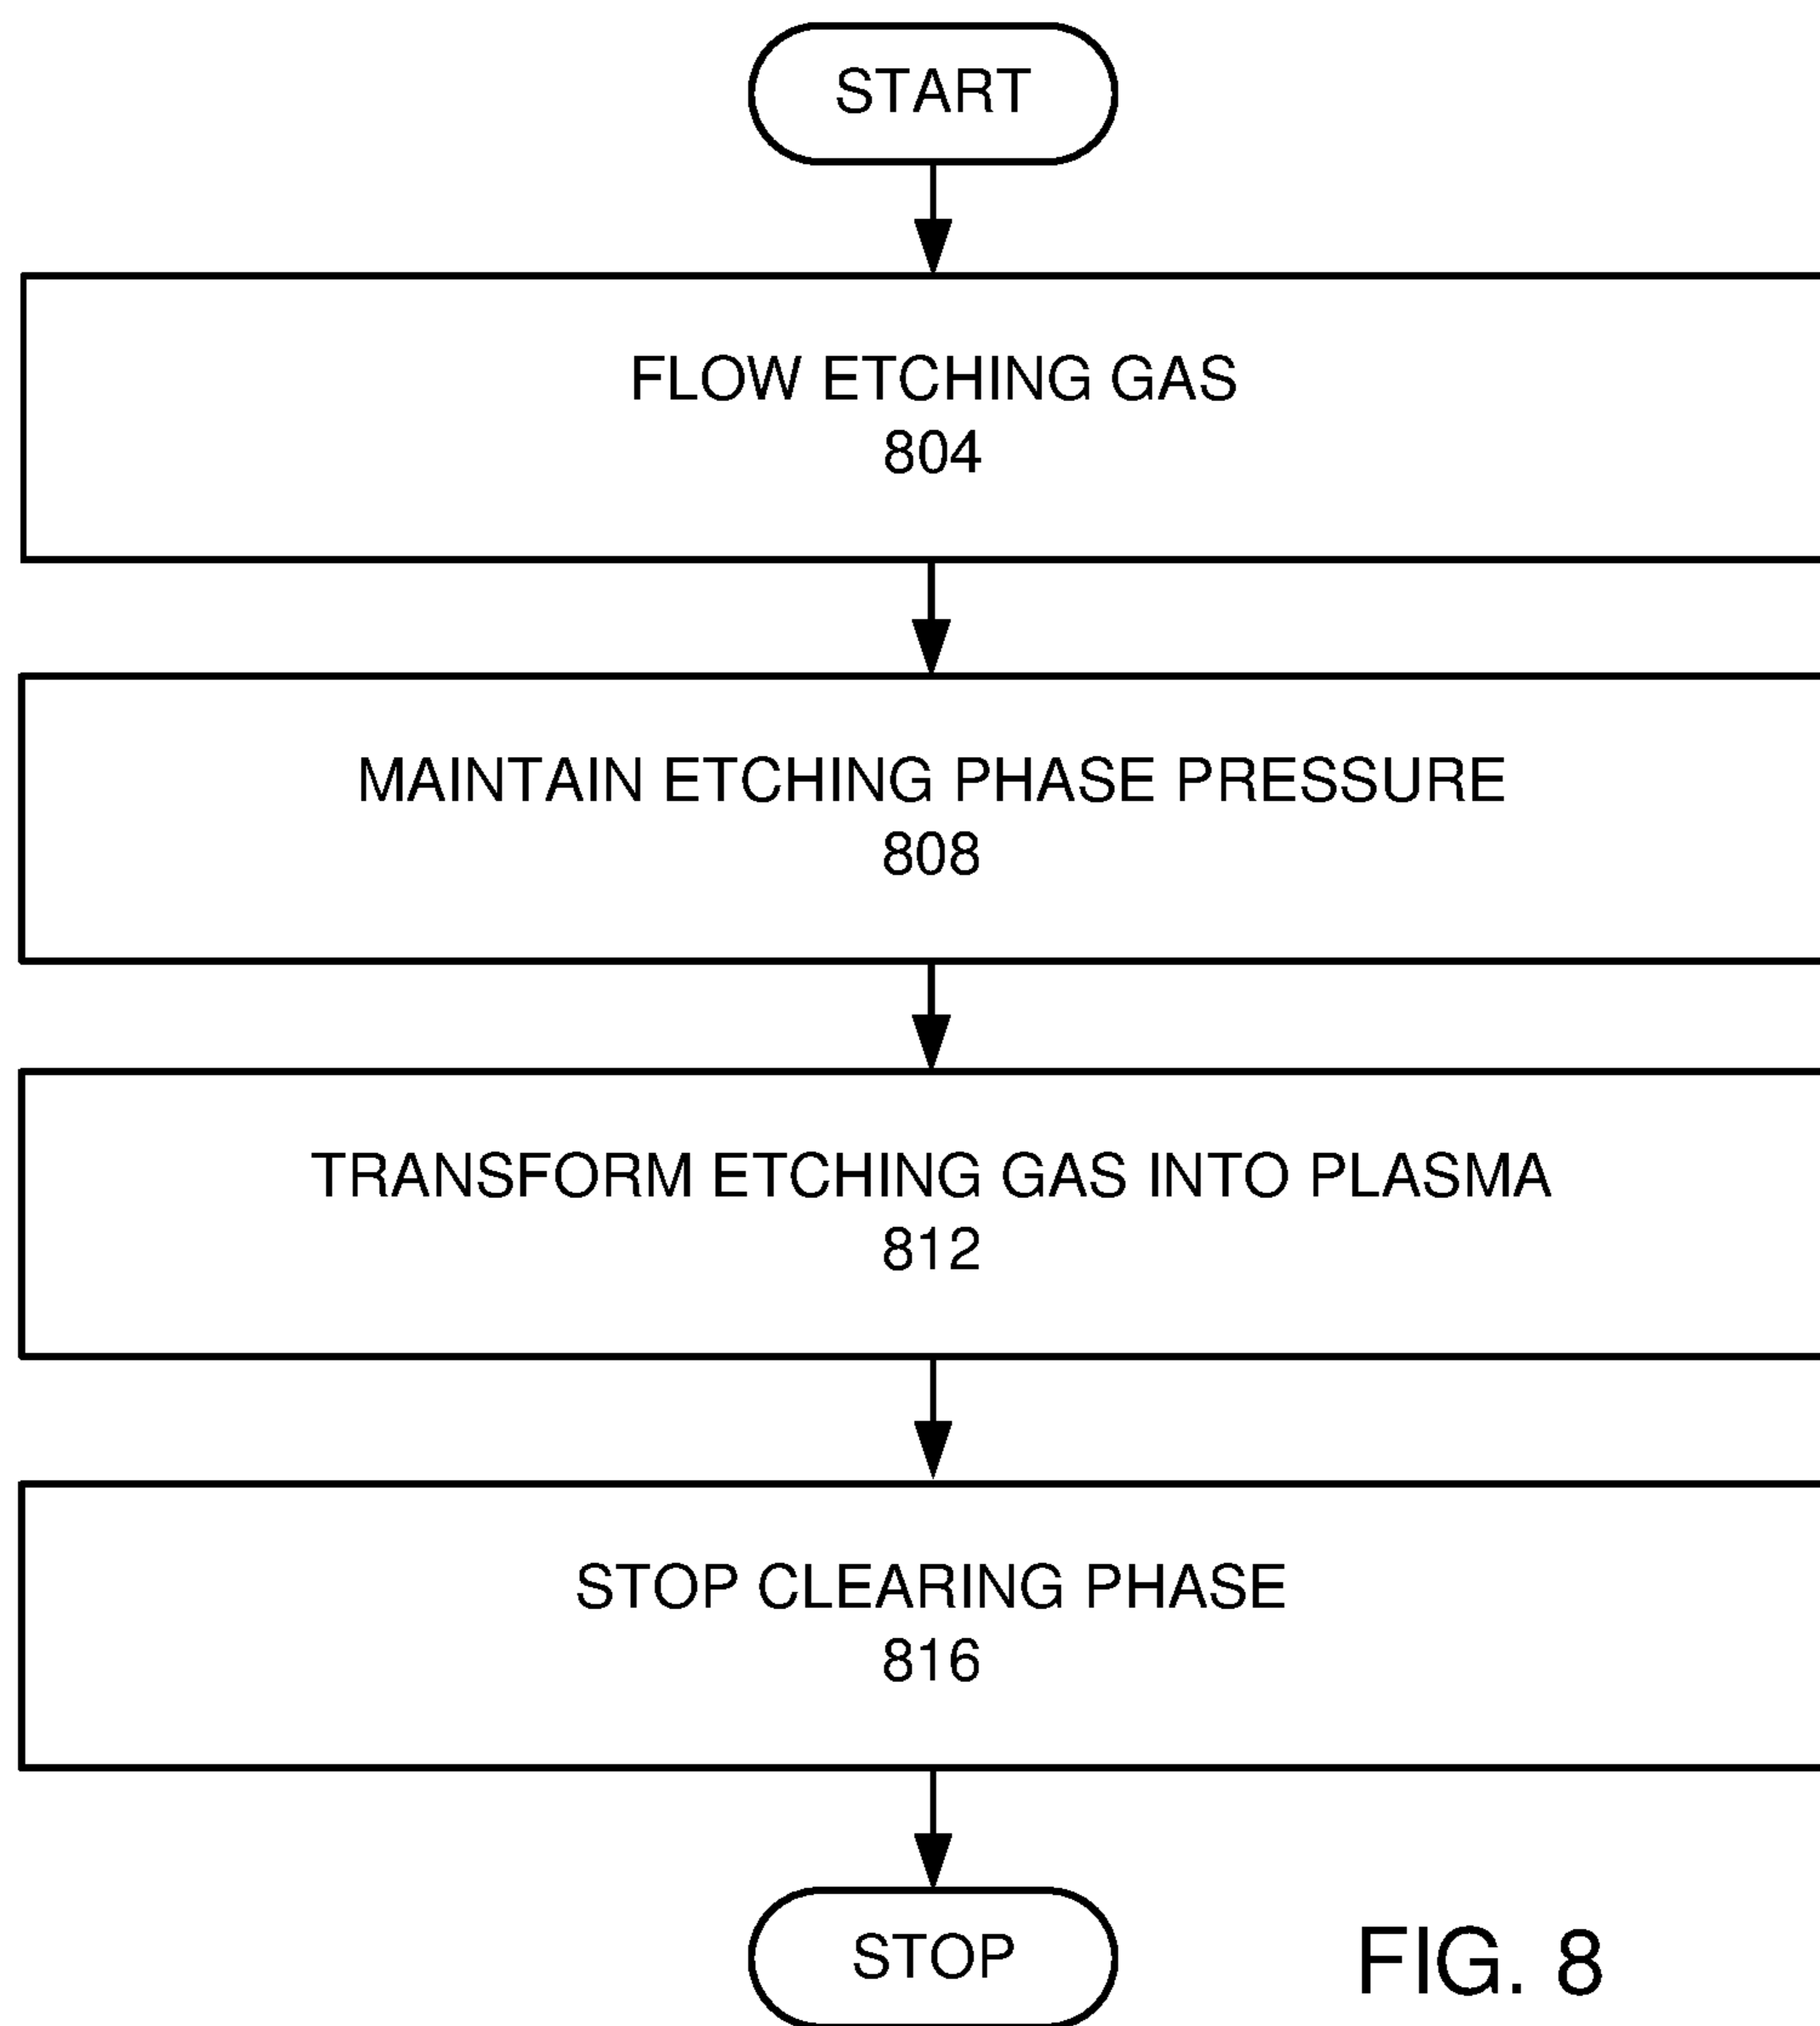 START
FLOW ETCHING GAS
804
MAINTAIN ETCHING PHASE PRESSURE
808
TRANSFORM ETCHING GAS INTO PLASMA
812
STOP CLEARING PHASE
816
STOP
FIG. 8